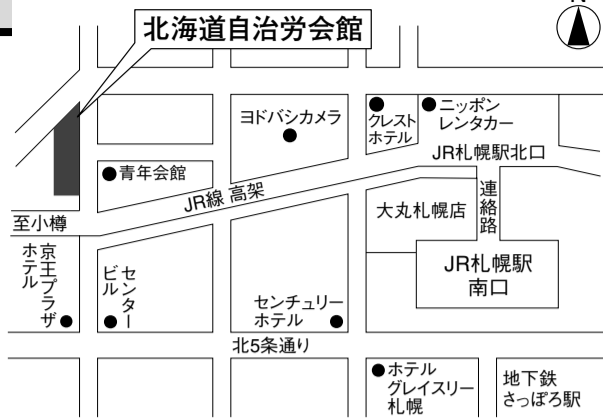 N
北海道自治労会館
ヨドバシカメラ
クレスト
ホテル
ニッポン
レンタカー
JR札幌駅北口
青年会館
JR線 高架
至小樽
大丸札幌店
連絡路
JR札幌駅
南口
京王プラザ
ホテル
センター
ビル
センチュリー
ホテル
北5条通り
ホテル
グレイスリー
札幌
地下鉄
さっぽろ駅